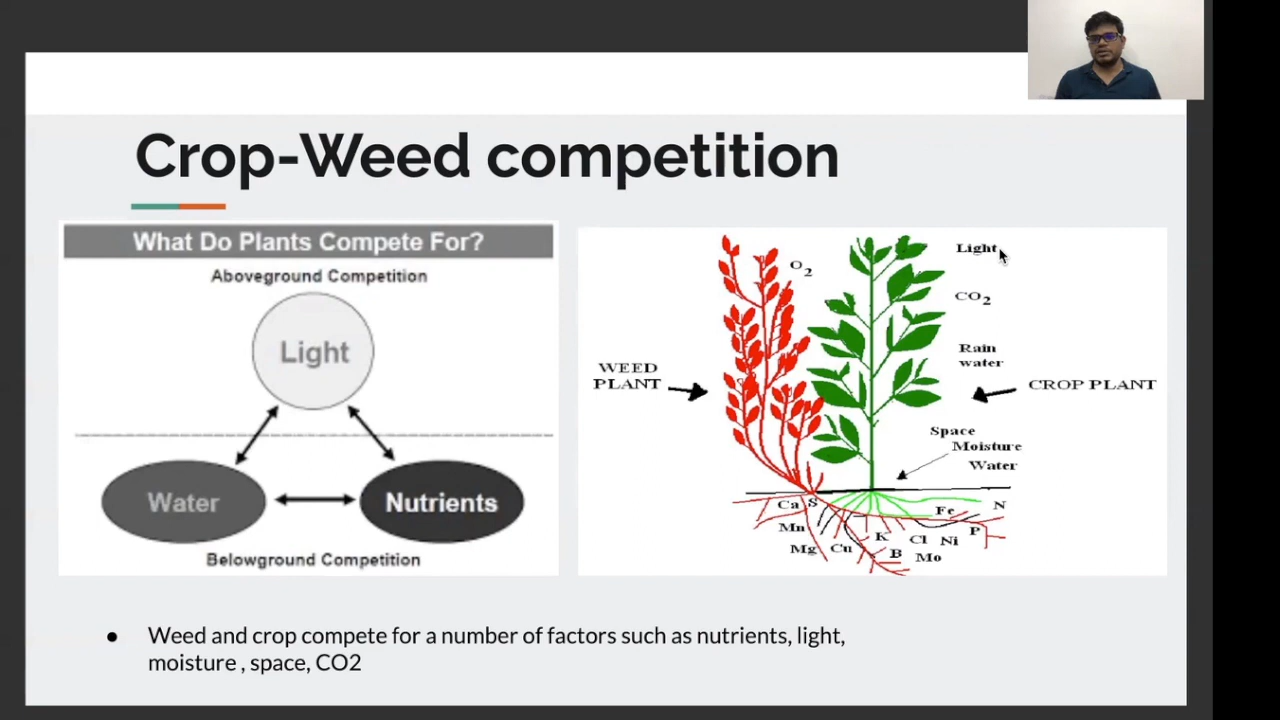 Crop-Weed competition
What Do Plants Compete For?
Aboveground Competition
Light
Water
Nutrients
Belowground Competition
O2
Light
CO2
Rain
water
WEED
PLANT
CROP PLANT
Space
Moisture
Water
Ca S
Fe
N
Mn
K
Cl
Ni
P
Mg
Cu
B
Mo
● Weed and crop compete for a number of factors such as nutrients, light,
moisture , space, CO2